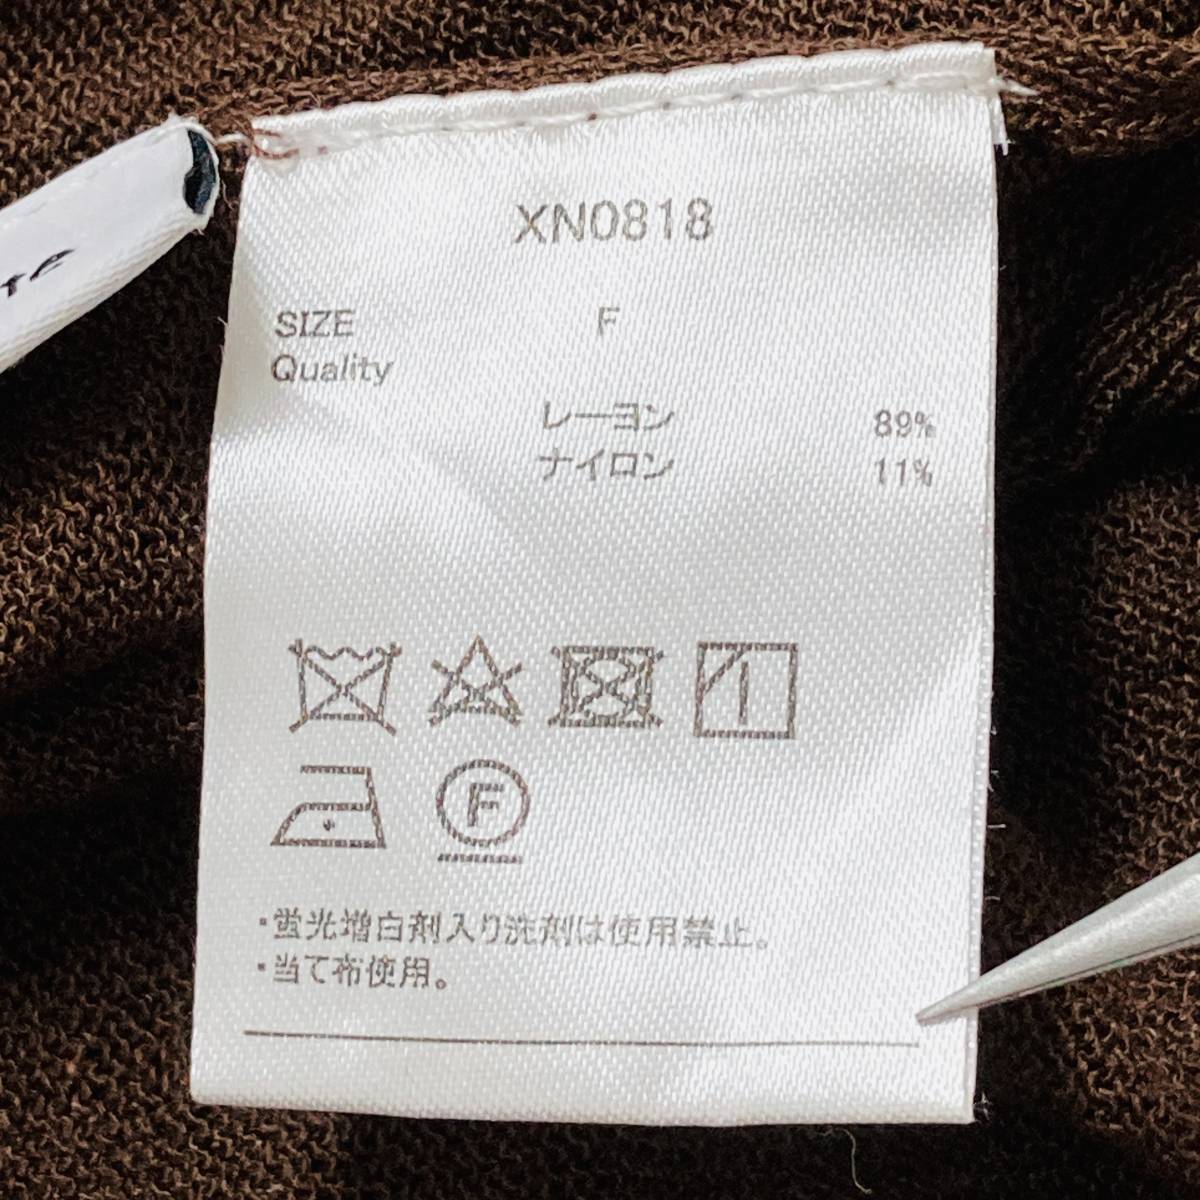 XN0818
SIZE F
Quality
レーヨン 89%
ナイロン 11%
F
・蛍光増白剤入り洗剤は使用禁止。
・当て布使用。